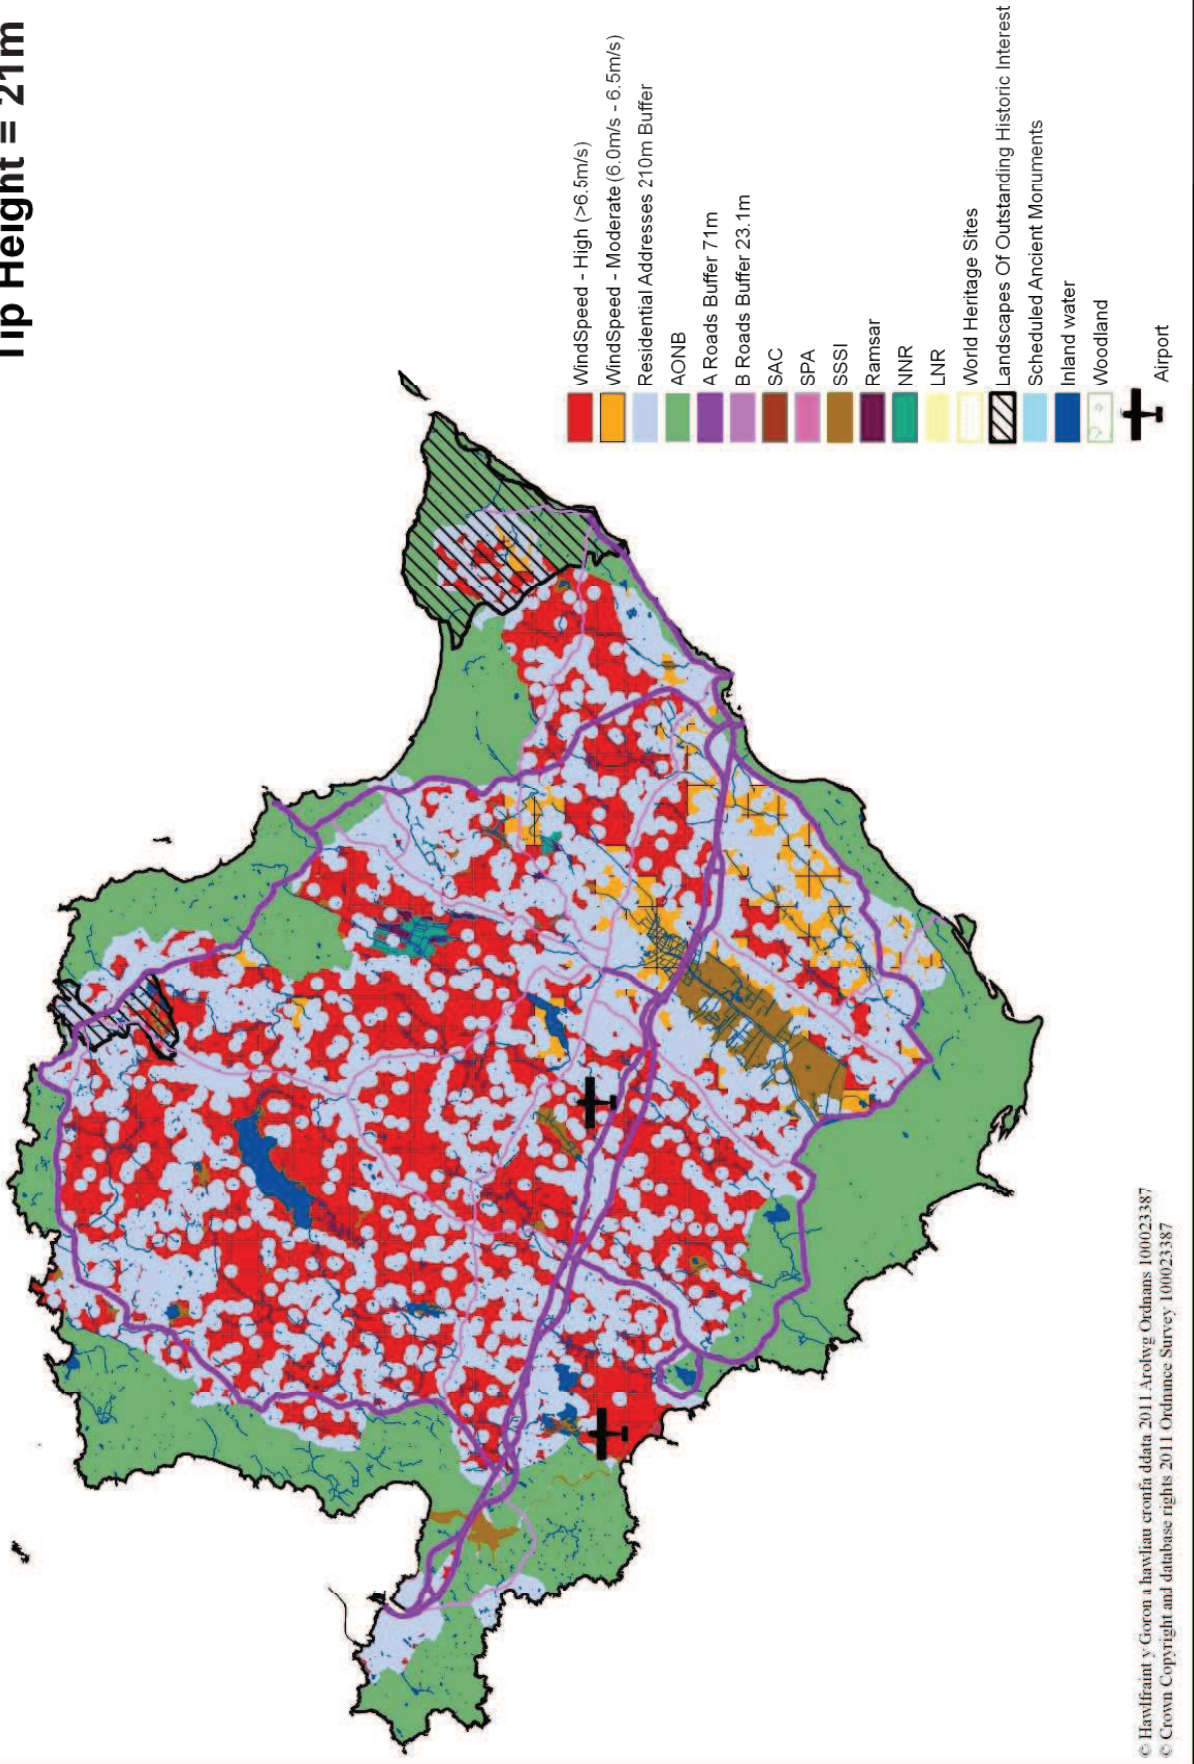 Tip Height = 21m
WindSpeed - High (>6.5m/s)
WindSpeed - Moderate (6.0m/s - 6.5m/s)
Residential Addresses 210m Buffer
AONB
A Roads Buffer 71m
B Roads Buffer 23.1m
SAC
SPA
SSSI
Ramsar
NNR
LNR
World Heritage Sites
Landscapes Of Outstanding Historic Interest
Scheduled Ancient Monuments
Inland water
Woodland
Airport
© Hawlfraint y Goron a hawliau cronfa ddata 2011 Arolwg Ordnans 100023387
© Crown Copyright and database rights 2011 Ordnance Survey 100023387